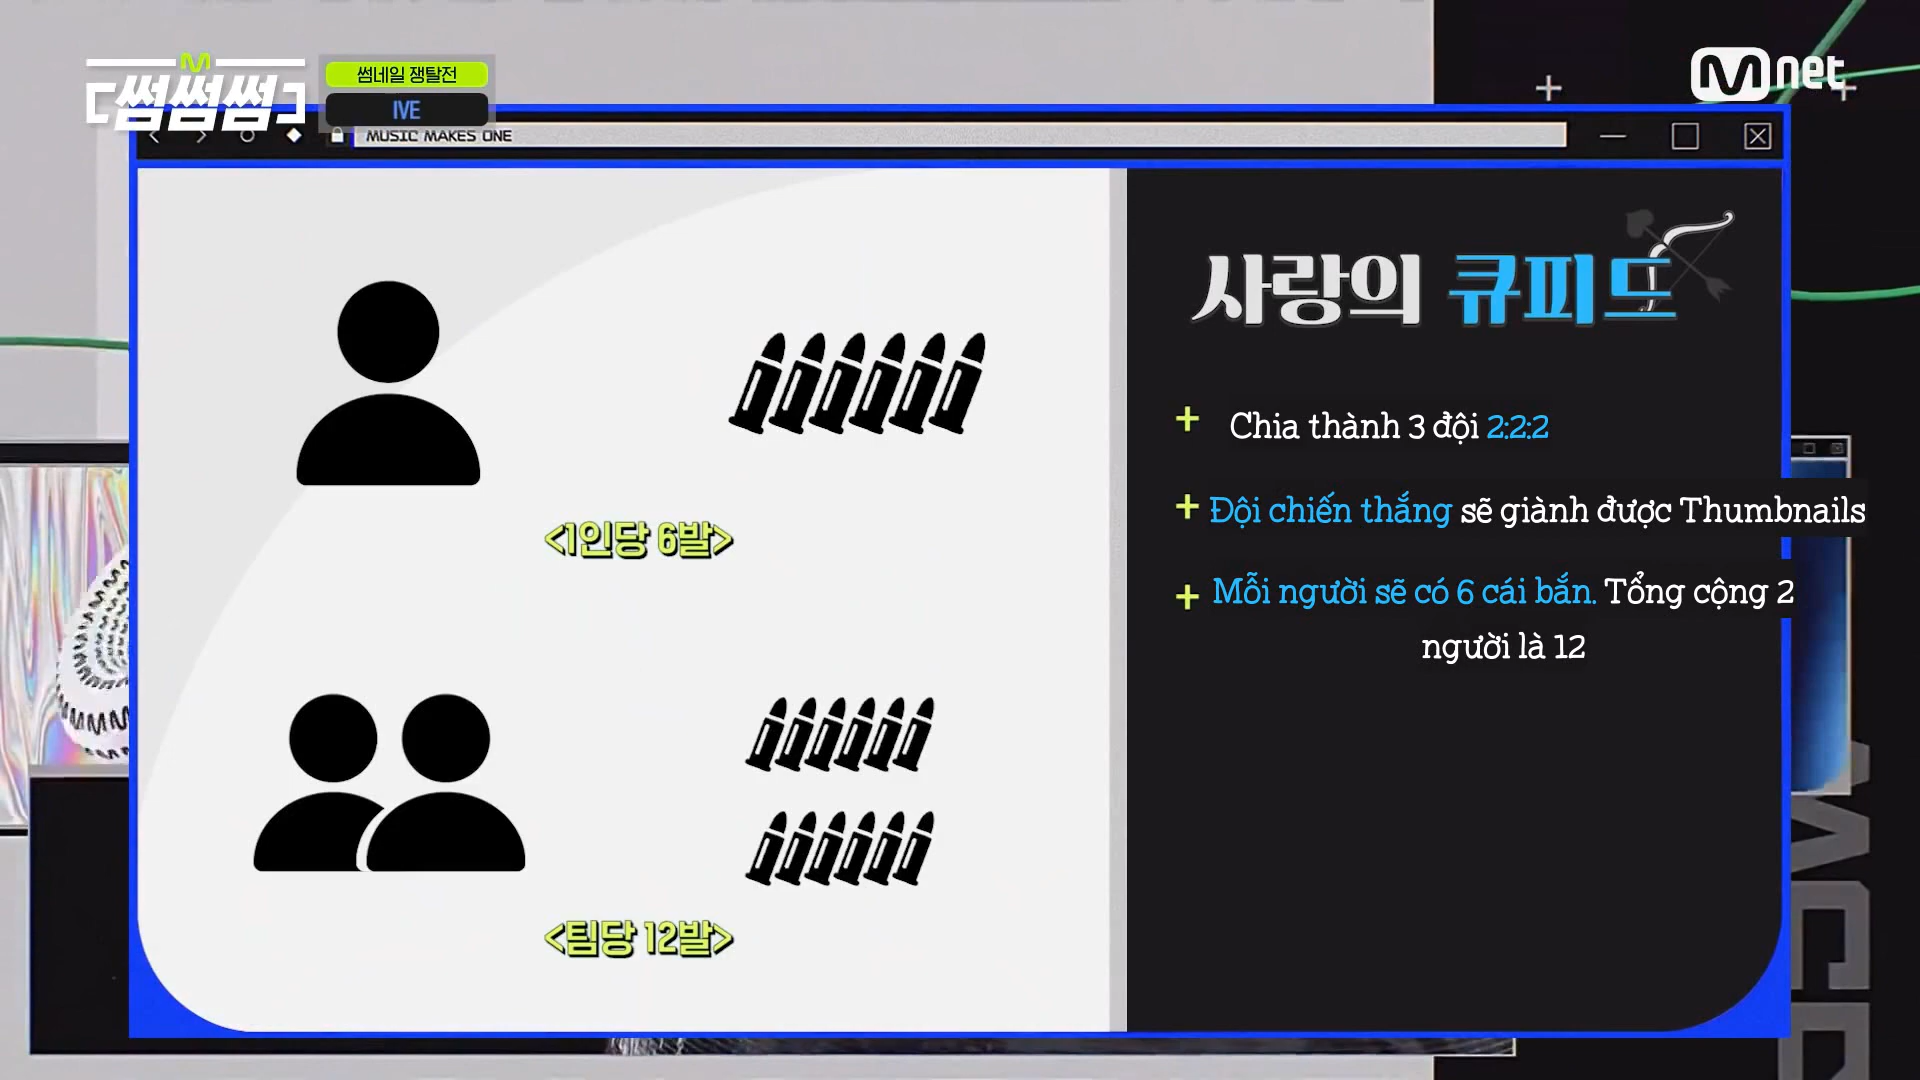 썸썸썸
썸네일 쟁탈전
IVE
Mnet
MUSIC MAKES ONE
사랑의 큐피드
<1인당 6발>
<팀당 12발>
+ Chia thành 3 đội 2:2:2
+ Đội chiến thắng sẽ giành được Thumbnails
+ Mỗi người sẽ có 6 cái bắn. Tổng cộng 2
người là 12